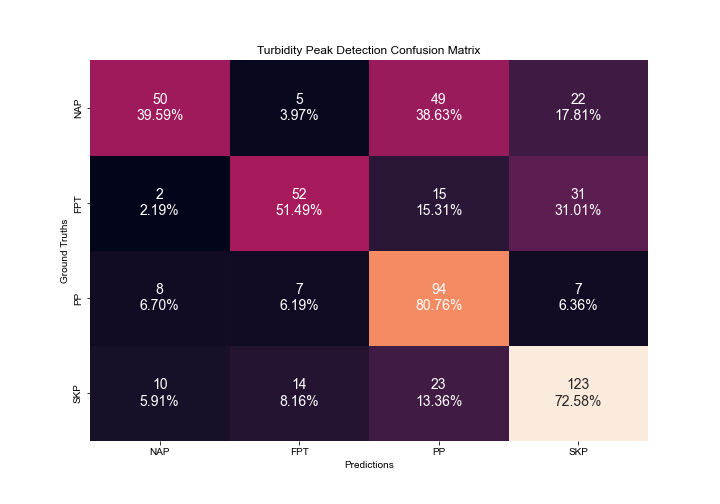 Turbidity Peak Detection Confusion Matrix
Ground Truths
NAP
50
39.59%
5
3.97%
49
38.63%
22
17.81%
FPT
2
2.19%
52
51.49%
15
15.31%
31
31.01%
PP
8
6.70%
7
6.19%
94
80.76%
7
6.36%
SKP
10
5.91%
14
8.16%
23
13.36%
123
72.58%
NAP
FPT
PP
SKP
Predictions